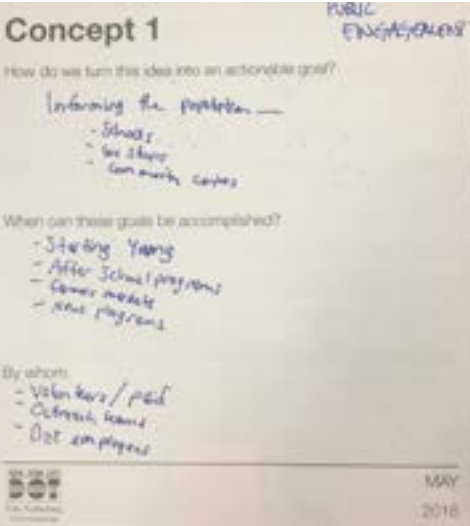 PUBLIC
ENGAGEMENT
Concept 1
How do we turn this idea into an actionable goal?
Informing the population
- Schools
- bus stops
- Community centers
When can these goals be accomplished?
- Starting Young
- After School programs
- programs
By whom
- Volunteers / paid
- Outreach teams
- DOT employees
DOT
MAY
2016